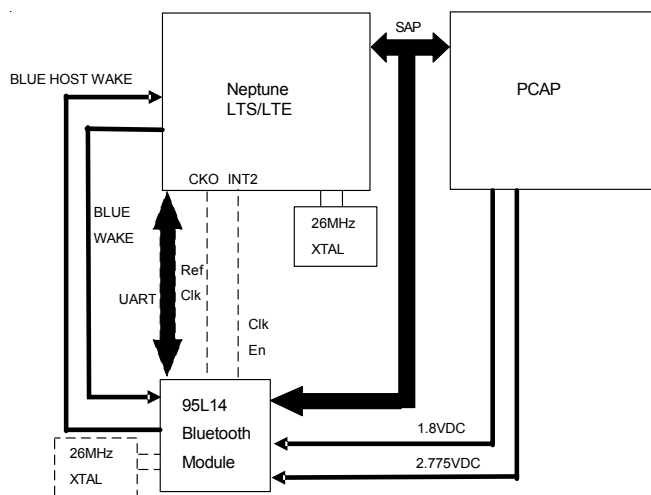 SAP
BLUE HOST WAKE
Neptune
LTS/LTE
PCAP
CKO INT2
26MHz
XTAL
BLUE
WAKE
Ref
Clk
UART
Clk
En
95L14
Bluetooth
Module
1.8VDC
26MHz
XTAL
2.775VDC